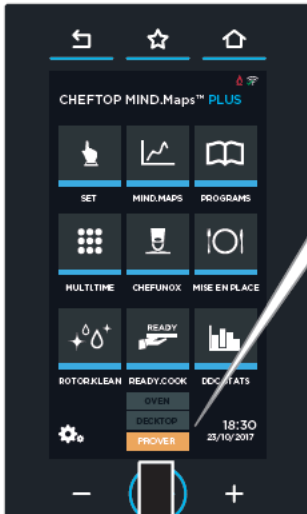 CHEFTOP MIND.Maps™ PLUS
SET MIND.MAPS PROGRAMS
MULTI.TIME CHEFUNOX MISE EN PLACE
READY
ROTOR.KLEAN READY.COOK DDC.STATS
OVEN
DECKTOP
PROVER
18:30
23/10/2017
− +